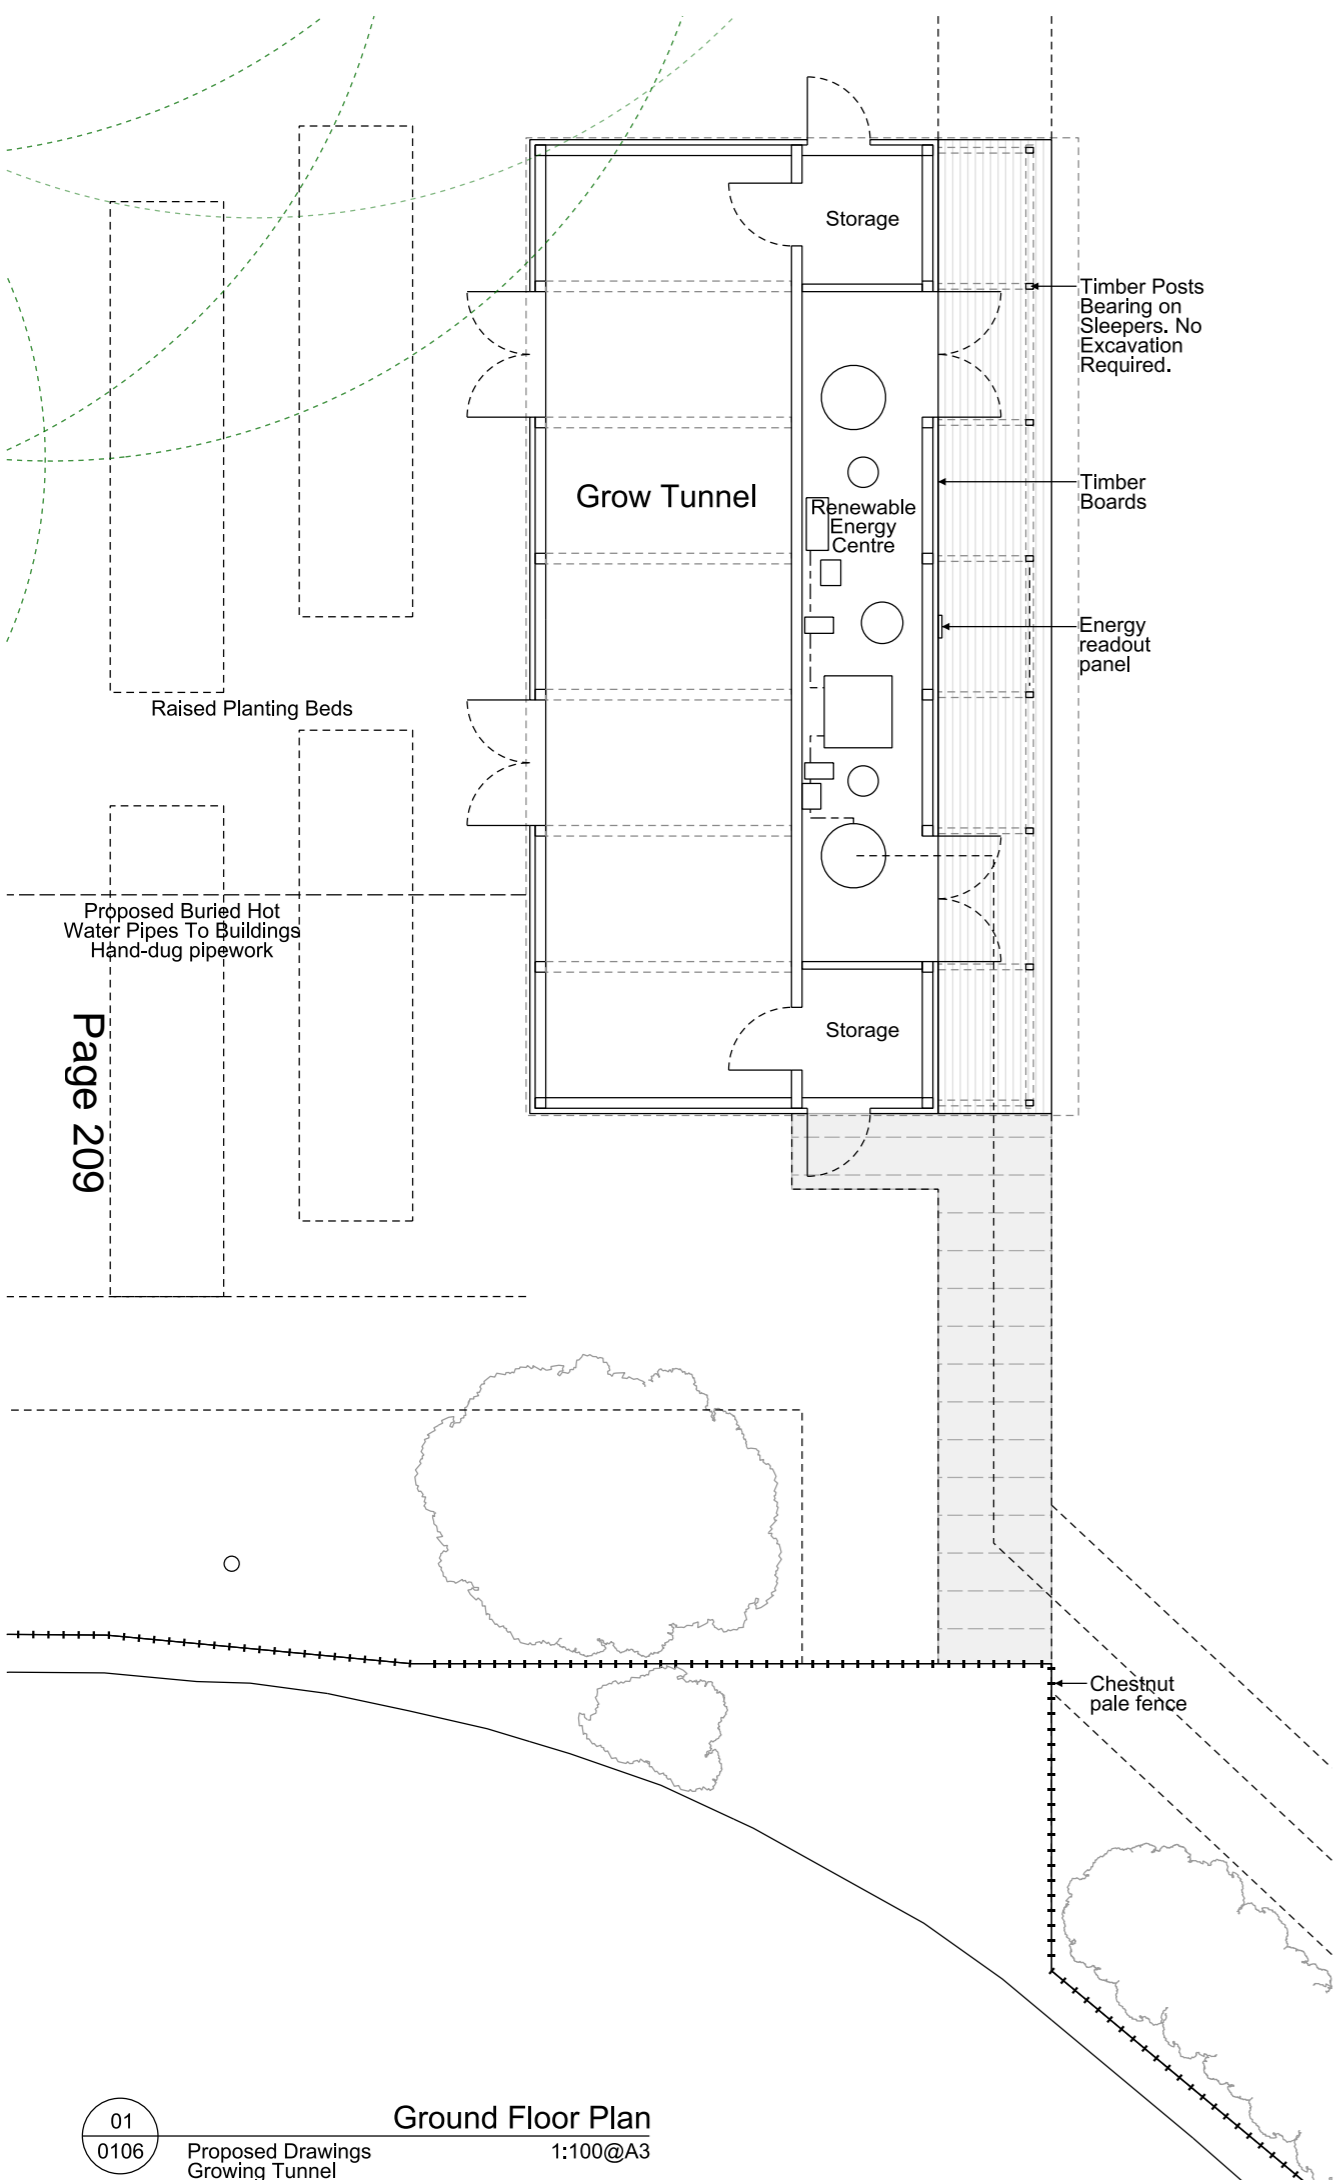 Storage
Timber Posts
Bearing on
Sleepers. No
Excavation
Required.
Grow Tunnel
Timber
Boards
Renewable
Energy
Centre
Energy
readout
panel
Raised Planting Beds
Proposed Buried Hot
Water Pipes To Buildings
Hand-dug pipework
Page 209
Storage
Chestnut
pale fence
01
0106
Ground Floor Plan
Proposed Drawings
1:100@A3
Growing Tunnel